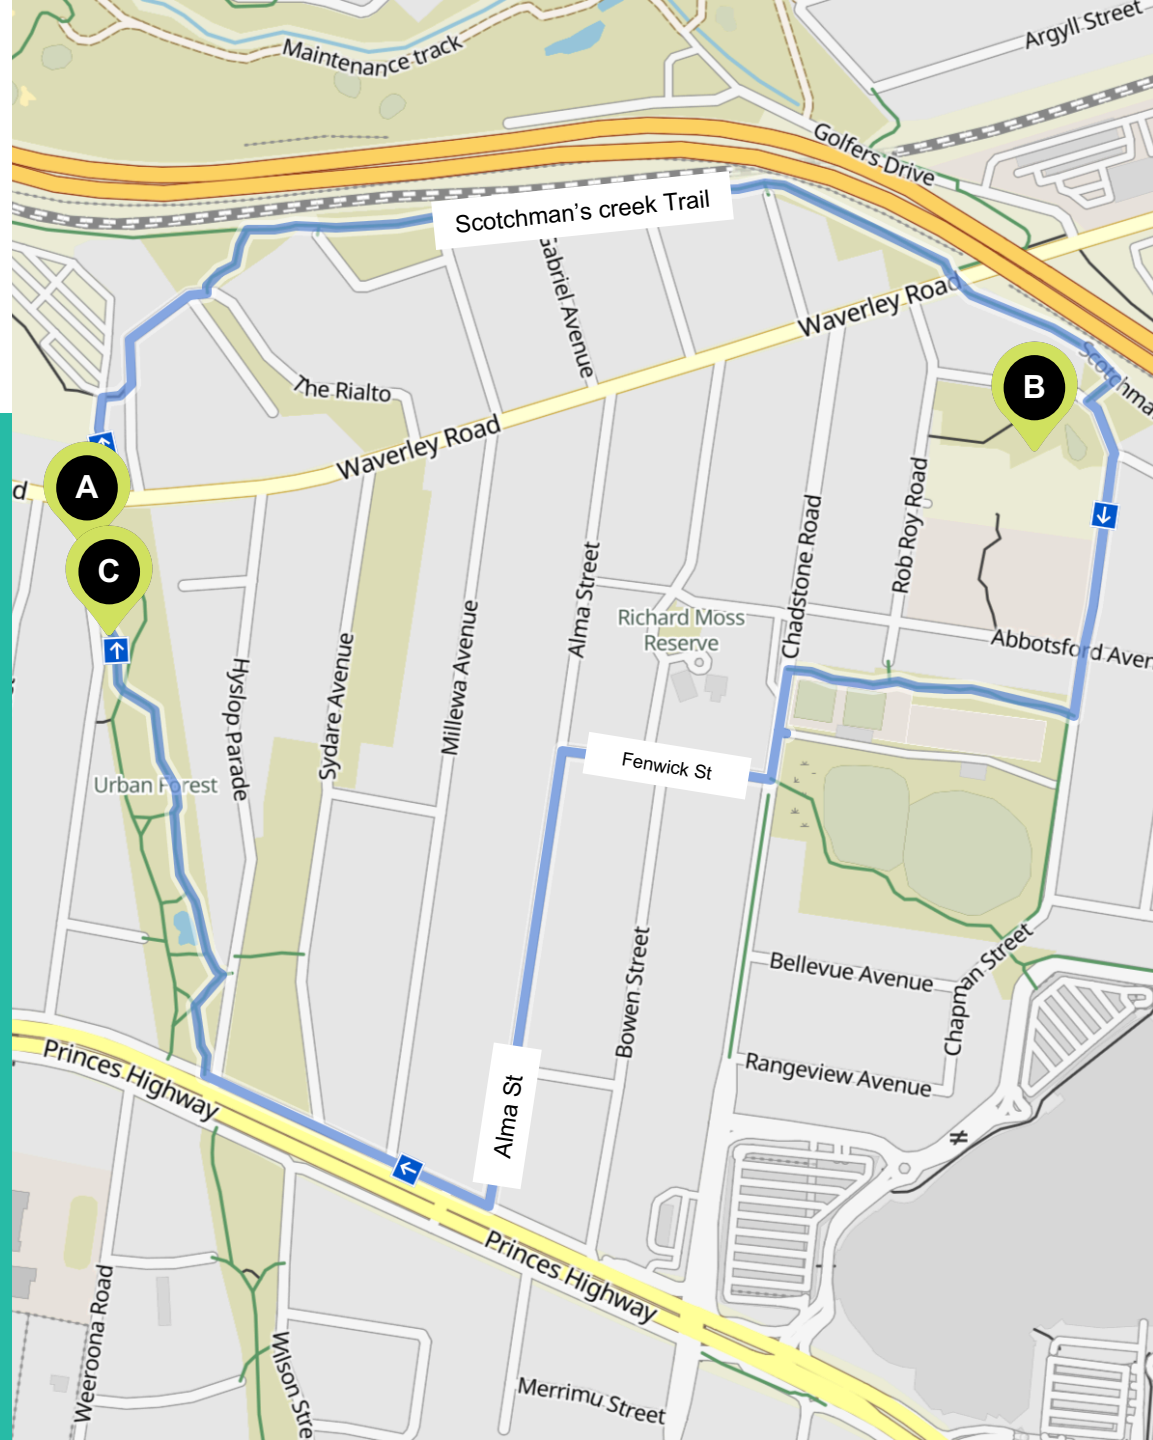 Argyll Street
Maintenance track
Golfers Drive
Scotchman's creek Trail
Gabriel Avenue
Waverley Road
Scotchma
B
The Rialto
Waverley Road
d
A
C
Rob Roy Road
Chadstone Road
Alma Street
Richard Moss
Reserve
Abbotsford Aven
Millewa Avenue
Sydare Avenue
Hyslop Parade
Urban Forest
Fenwick St
Bowen Street
Bellevue Avenue
Chapman Street
Rangeview Avenue
Princes Highway
Alma St
Princes Highway
Weeroona Road
Wilson Stre
Merrimu Street